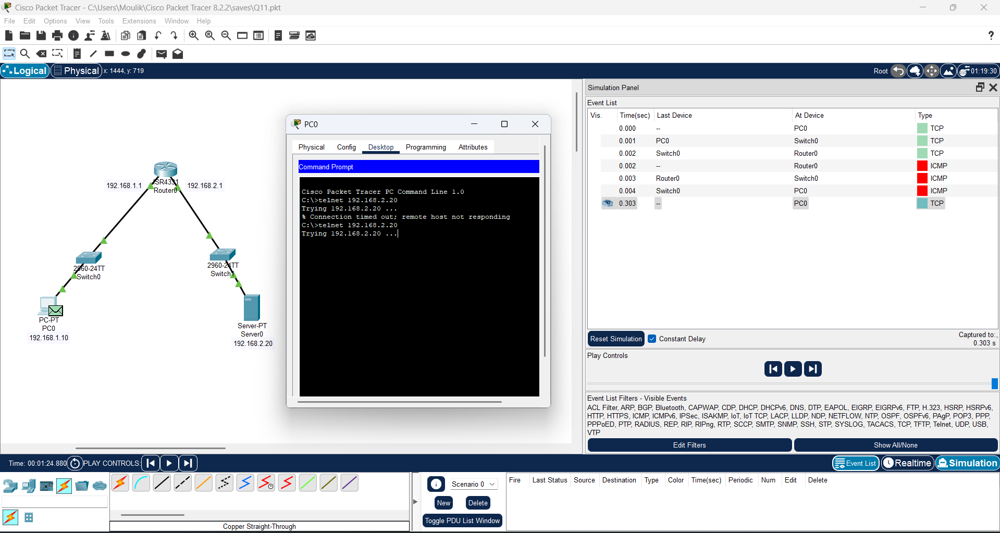 Cisco Packet Tracer - C:\Users\Moulik\Cisco Packet Tracer 8.2.2\saves\Q11.pkt
File Edit Options View Tools Extensions Window Help
?
Logical Physical x: 1444, y: 719 Root 01:19:30
Simulation Panel
Event List
Vis. Time(sec) Last Device At Device Type
0.000 -- PC0 TCP
0.001 PC0 Switch0 TCP
0.002 Switch0 Router0 TCP
0.002 -- Router0 ICMP
0.003 Router0 Switch0 ICMP
0.004 Switch0 PC0 ICMP
0.303 -- PC0 TCP
192.168.1.1
ISR4331
Router0
192.168.2.1
2960-24TT
Switch0
2960-24TT
Switch1
PC-PT
PC0
192.168.1.10
Server-PT
Server0
192.168.2.20
PC0
Physical Config Desktop Programming Attributes
Command Prompt
Cisco Packet Tracer PC Command Line 1.0
C:\>telnet 192.168.2.20
Trying 192.168.2.20 ...
% Connection timed out; remote host not responding
C:\>telnet 192.168.2.20
Trying 192.168.2.20 ...
Reset Simulation Constant Delay
Captured to:
0.303 s
Play Controls
Event List Filters - Visible Events
ACL Filter, ARP, BGP, Bluetooth, CAPWAP, CDP, DHCP, DHCPv6, DNS, DTP, EAPOL, EIGRP, EIGRPv6, FTP, H.323, HSRP, HSRPv6,
HTTP, HTTPS, ICMP, ICMPv6, IPSec, ISAKMP, IoT, IoT TCP, LACP, LLDP, NDP, NETFLOW, NTP, OSPF, OSPFv6, PAgP, POP3, PPP,
PPPoED, PTP, RADIUS, REP, RIP, RIPng, RTP, SCCP, SMTP, SNMP, SSH, STP, SYSLOG, TACACS, TCP, TFTP, Telnet, UDP, USB,
VTP
Edit Filters Show All/None
Time: 00:01:24.880 PLAY CONTROLS: Event List Realtime Simulation
Scenario 0
New Delete
Toggle PDU List Window
Fire Last Status Source Destination Type Color Time(sec) Periodic Num Edit Delete
Copper Straight-Through